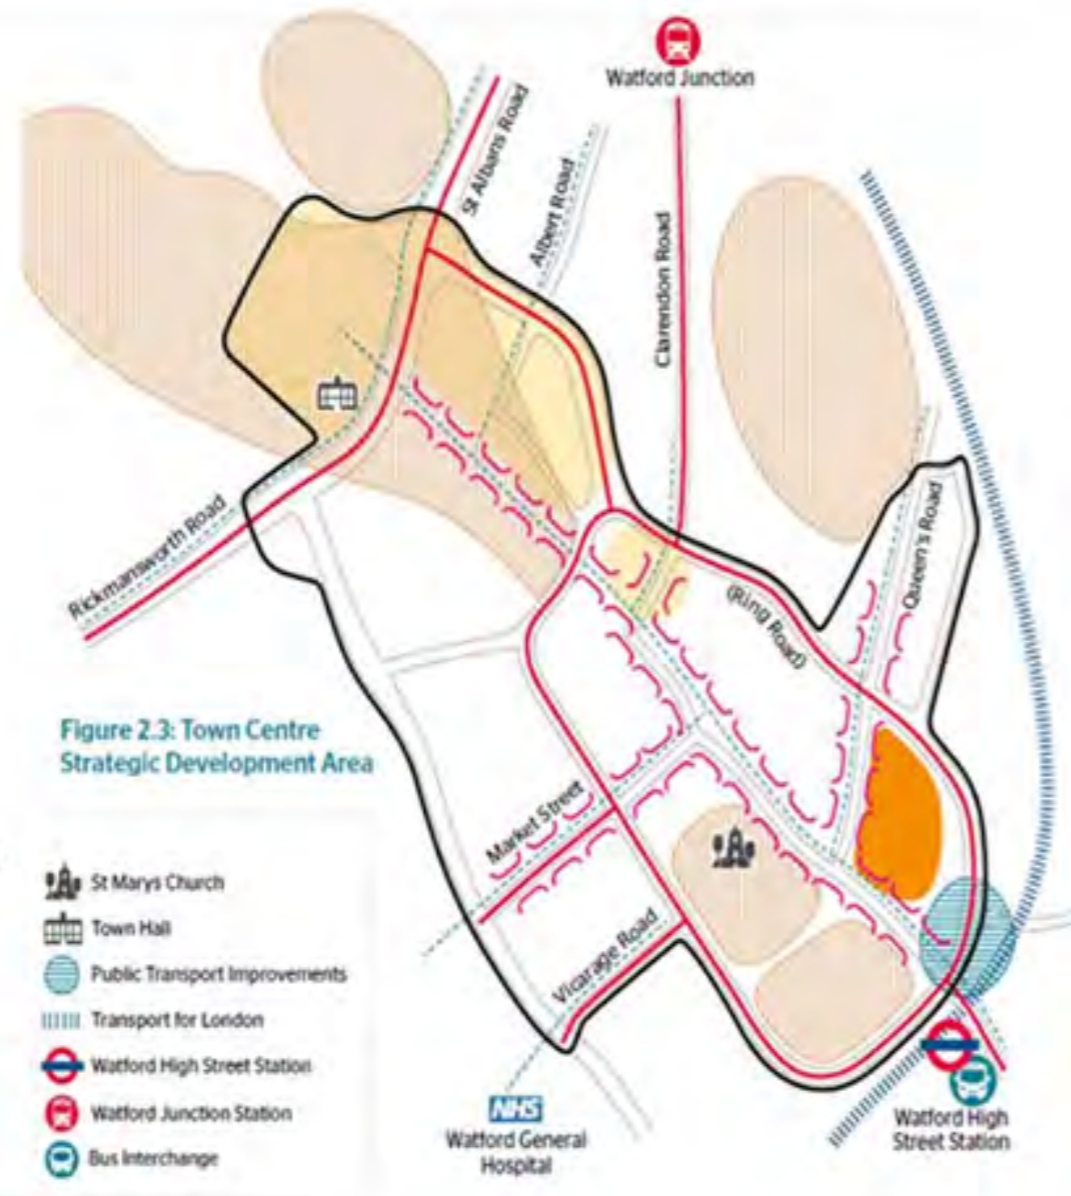 Watford Junction
St Albans Road
Albert Road
Clarendon Road
Rickmansworth Road
(Ring Road)
Queen's Road
Figure 2.3: Town Centre
Strategic Development Area
Market Street
Vicarage Road
St Marys Church
Town Hall
Public Transport Improvements
Transport for London
Watford High Street Station
Watford Junction Station
Bus Interchange
NHS
Watford General
Hospital
Watford High
Street Station